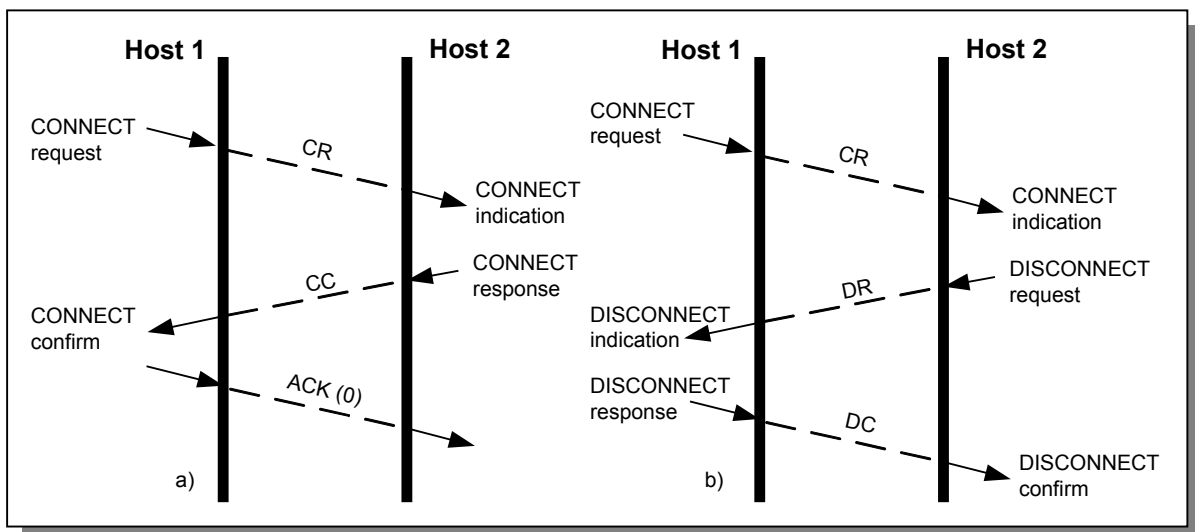 Host 1
Host 2
CONNECT
request
CR
CONNECT
indication
CONNECT
response
CC
CONNECT
confirm
ACK (0)
a)
Host 1
Host 2
CONNECT
request
CR
CONNECT
indication
DISCONNECT
request
DR
DISCONNECT
indication
DISCONNECT
response
DC
DISCONNECT
confirm
b)